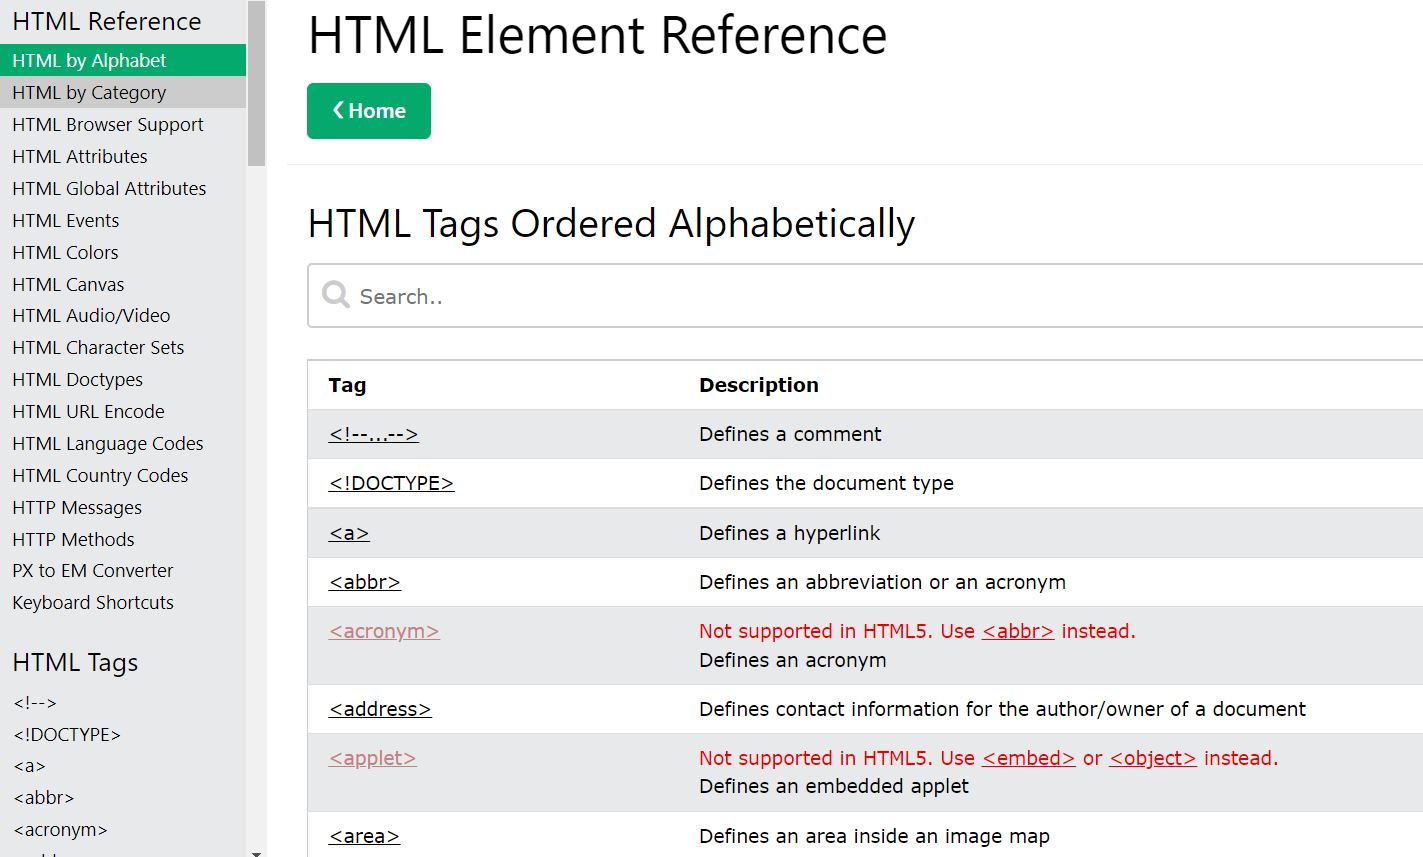 HTML Reference
HTML by Alphabet
HTML by Category
HTML Browser Support
HTML Attributes
HTML Global Attributes
HTML Events
HTML Colors
HTML Canvas
HTML Audio/Video
HTML Character Sets
HTML Doctypes
HTML URL Encode
HTML Language Codes
HTML Country Codes
HTTP Messages
HTTP Methods
PX to EM Converter
Keyboard Shortcuts
HTML Tags
<!-->
<!DOCTYPE>
<a>
<abbr>
<acronym>
HTML Element Reference
❮ Home
HTML Tags Ordered Alphabetically
Search..
Tag Description
<!--...--> Defines a comment
<!DOCTYPE> Defines the document type
<a> Defines a hyperlink
<abbr> Defines an abbreviation or an acronym
<acronym> Not supported in HTML5. Use <abbr> instead.
Defines an acronym
<address> Defines contact information for the author/owner of a document
<applet> Not supported in HTML5. Use <embed> or <object> instead.
Defines an embedded applet
<area> Defines an area inside an image map